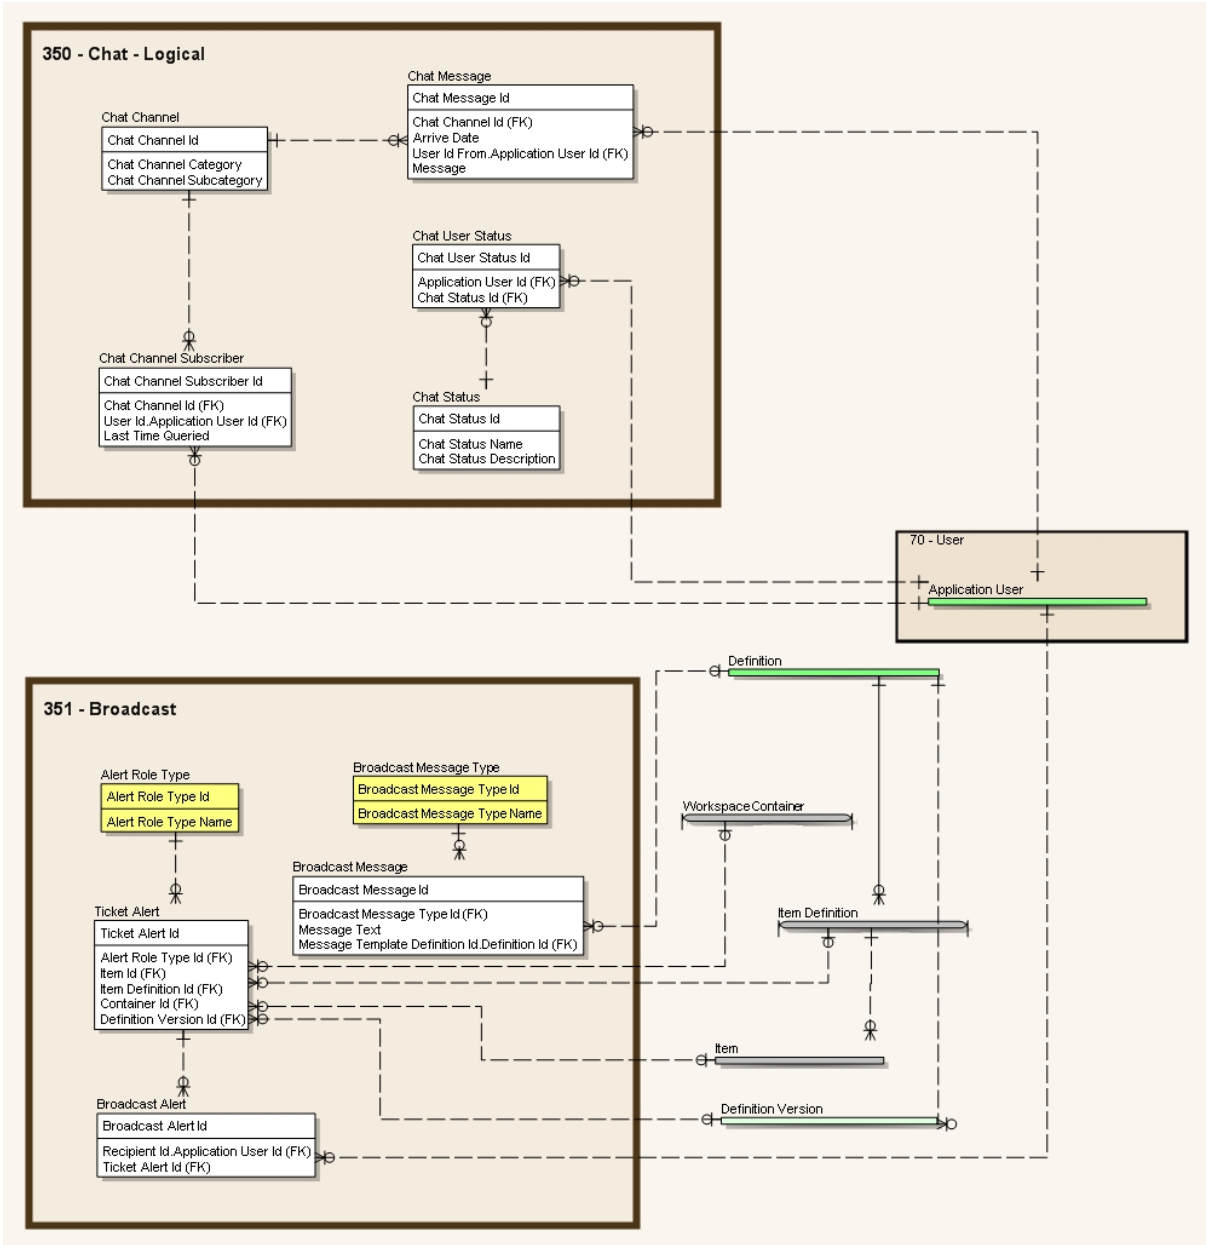 350 - Chat - Logical
Chat Message
Chat Message Id
Chat Channel Id (FK)
Arrive Date
User Id From.Application User Id (FK)
Message
Chat Channel
Chat Channel Id
Chat Channel Category
Chat Channel Subcategory
Chat User Status
Chat User Status Id
Application User Id (FK)
Chat Status Id (FK)
Chat Channel Subscriber
Chat Channel Subscriber Id
Chat Channel Id (FK)
User Id.Application User Id (FK)
Last Time Queried
Chat Status
Chat Status Id
Chat Status Name
Chat Status Description
70 - User
Application User
Definition
351 - Broadcast
Alert Role Type
Alert Role Type Id
Alert Role Type Name
Broadcast Message Type
Broadcast Message Type Id
Broadcast Message Type Name
Workspace Container
Broadcast Message
Broadcast Message Id
Broadcast Message Type Id (FK)
Message Text
Message Template Definition Id.Definition Id (FK)
Item Definition
Ticket Alert
Ticket Alert Id
Alert Role Type Id (FK)
Item Id (FK)
Item Definition Id (FK)
Container Id (FK)
Definition Version Id (FK)
Item
Broadcast Alert
Broadcast Alert Id
Recipient Id.Application User Id (FK)
Ticket Alert Id (FK)
Definition Version